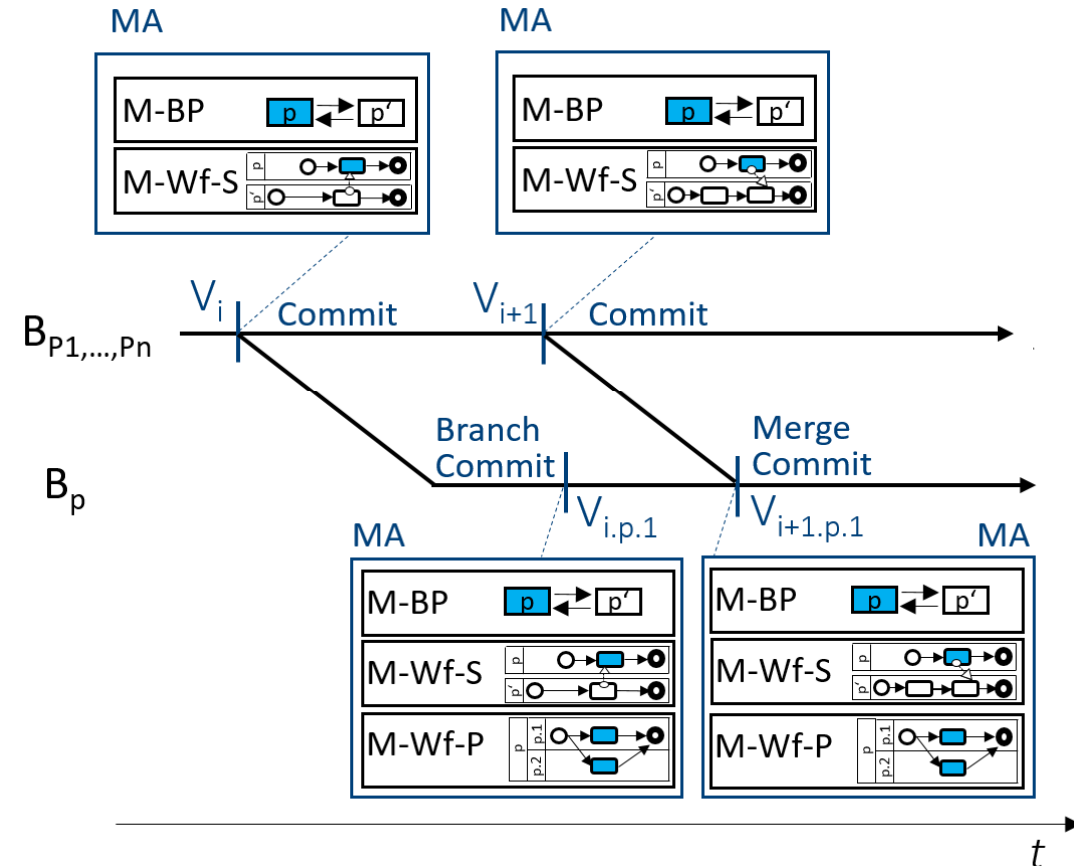 MA
M-BP p p‘
M-Wf-S p p‘
MA
M-BP p p‘
M-Wf-S p p‘
Vi Commit Vi+1 Commit
BP1,...,Pn
Branch
Commit
Merge
Commit
Bp
Vi.p.1
Vi+1.p.1
MA
M-BP p p‘
M-Wf-S p p‘
M-Wf-P p p.1 p.2
MA
M-BP p p‘
M-Wf-S p p‘
M-Wf-P p p.1 p.2
t